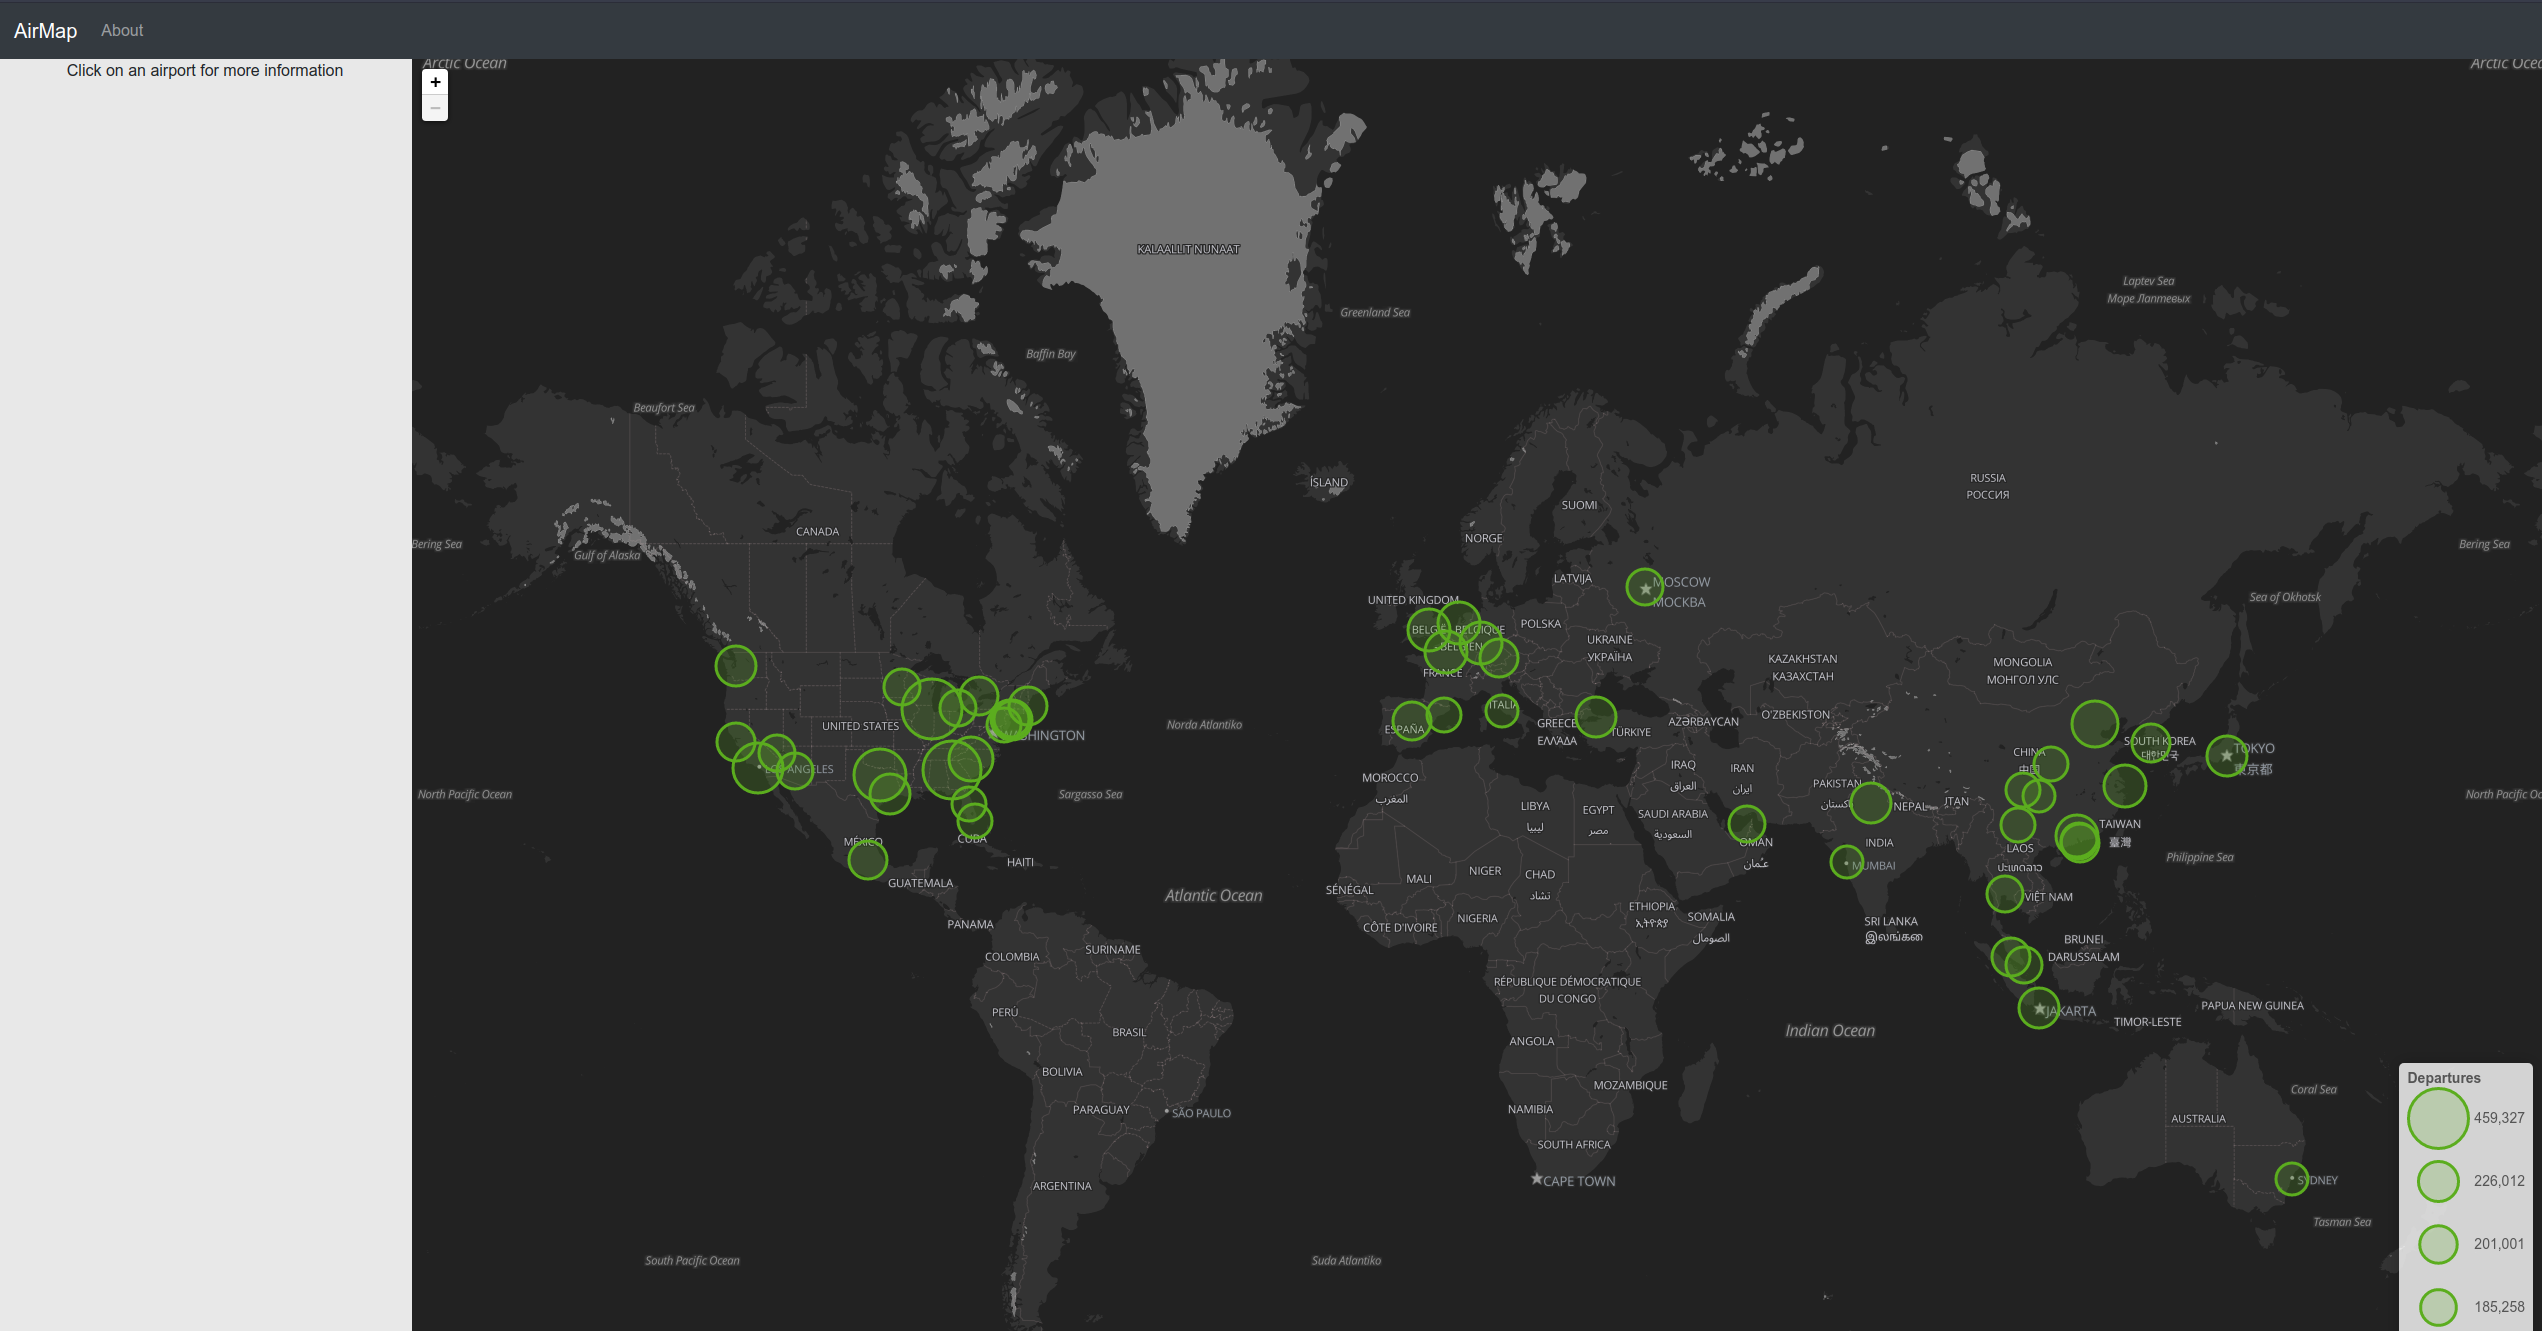 AirMap
About
Click on an airport for more information
+
−
Arctic Ocean
KALAALLIT NUNAAT
Laptev Sea
Море Лаптевых
Greenland Sea
Baffin Bay
Beaufort Sea
RUSSIA
РОССИЯ
ÍSLAND
SUOMI
CANADA
NORGE
Bering Sea
Gulf of Alaska
Bering Sea
LATVIJA
MOSCOW
МОСКВА
UNITED KINGDOM
Sea of Okhotsk
BELGIË - BELGIQUE
- BELGIEN
POLSKA
UKRAINE
УКРАЇНА
KAZAKHSTAN
КАЗАХСТАН
MONGOLIA
МОНГОЛ УЛС
FRANCE
ITALIA
O'ZBEKISTON
UNITED STATES
Norda Atlantiko
WASHINGTON
ESPAÑA
GREECE
ΕΛΛΆΔΑ
TÜRKIYE
AZƏRBAYCAN
SOUTH KOREA
대한민국
TOKYO
東京都
CHINA
中国
LOS ANGELES
MOROCCO
المغرب
IRAQ
العراق
IRAN
ایران
PAKISTAN
North Pacific Ocean
Sargasso Sea
LIBYA
ليبيا
EGYPT
مصر
SAUDI ARABIA
السعودية
NEPAL
TAIWAN
臺灣
MÉXICO
CUBA
OMAN
عمان
INDIA
LAOS
ປະເທດລາວ
Philippine Sea
HAITI
MUMBAI
GUATEMALA
NIGER
CHAD
تشاد
MALI
SÉNÉGAL
Atlantic Ocean
VIỆT NAM
ETHIOPIA
ኢትዮጵያ
SOMALIA
الصومال
NIGERIA
CÔTE D'IVOIRE
PANAMA
SRI LANKA
இலங்கை
BRUNEI
DARUSSALAM
SURINAME
COLOMBIA
RÉPUBLIQUE DÉMOCRATIQUE
DU CONGO
PERÚ
JAKARTA
PAPUA NEW GUINEA
TIMOR-LESTE
BRASIL
Indian Ocean
ANGOLA
BOLIVIA
MOZAMBIQUE
Departures
Coral Sea
PARAGUAY
SÃO PAULO
NAMIBIA
AUSTRALIA
459,327
SOUTH AFRICA
CAPE TOWN
ARGENTINA
SYDNEY
226,012
Tasman Sea
201,001
South Pacific Ocean
Suda Atlantiko
185,258